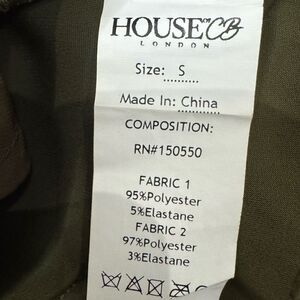 HOUSE OF CB
LONDON
Size: S
Made In: China
COMPOSITION:
RN#150550
FABRIC 1
95%Polyester
5%Elastane
FABRIC 2
97%Polyester
3%Elastane